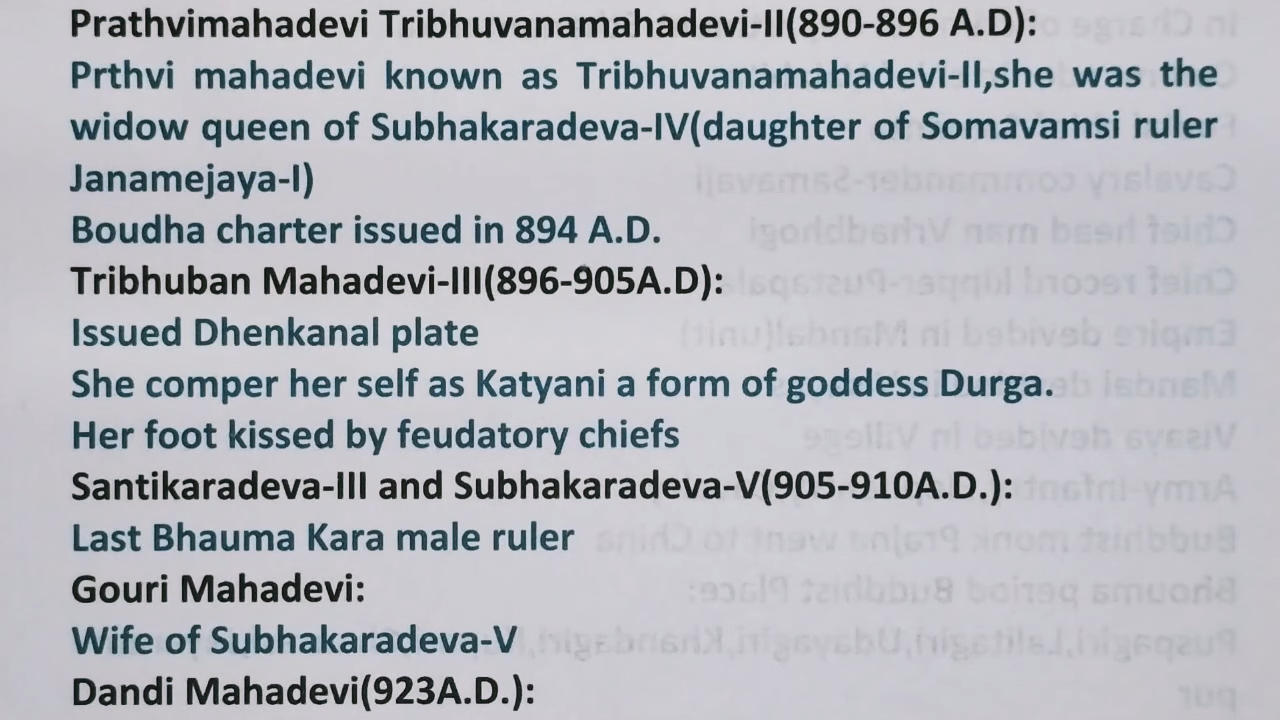 Prathvimahadevi Tribhuvanamahadevi-II(890-896 A.D):
Prthvi mahadevi known as Tribhuvanamahadevi-II,she was the
widow queen of Subhakaradeva-IV(daughter of Somavamsi ruler
Janamejaya-I)
Boudha charter issued in 894 A.D.
Tribhuban Mahadevi-III(896-905A.D):
Issued Dhenkanal plate
She comper her self as Katyani a form of goddess Durga.
Her foot kissed by feudatory chiefs
Santikaradeva-III and Subhakaradeva-V(905-910A.D.):
Last Bhauma Kara male ruler
Gouri Mahadevi:
Wife of Subhakaradeva-V
Dandi Mahadevi(923A.D.):